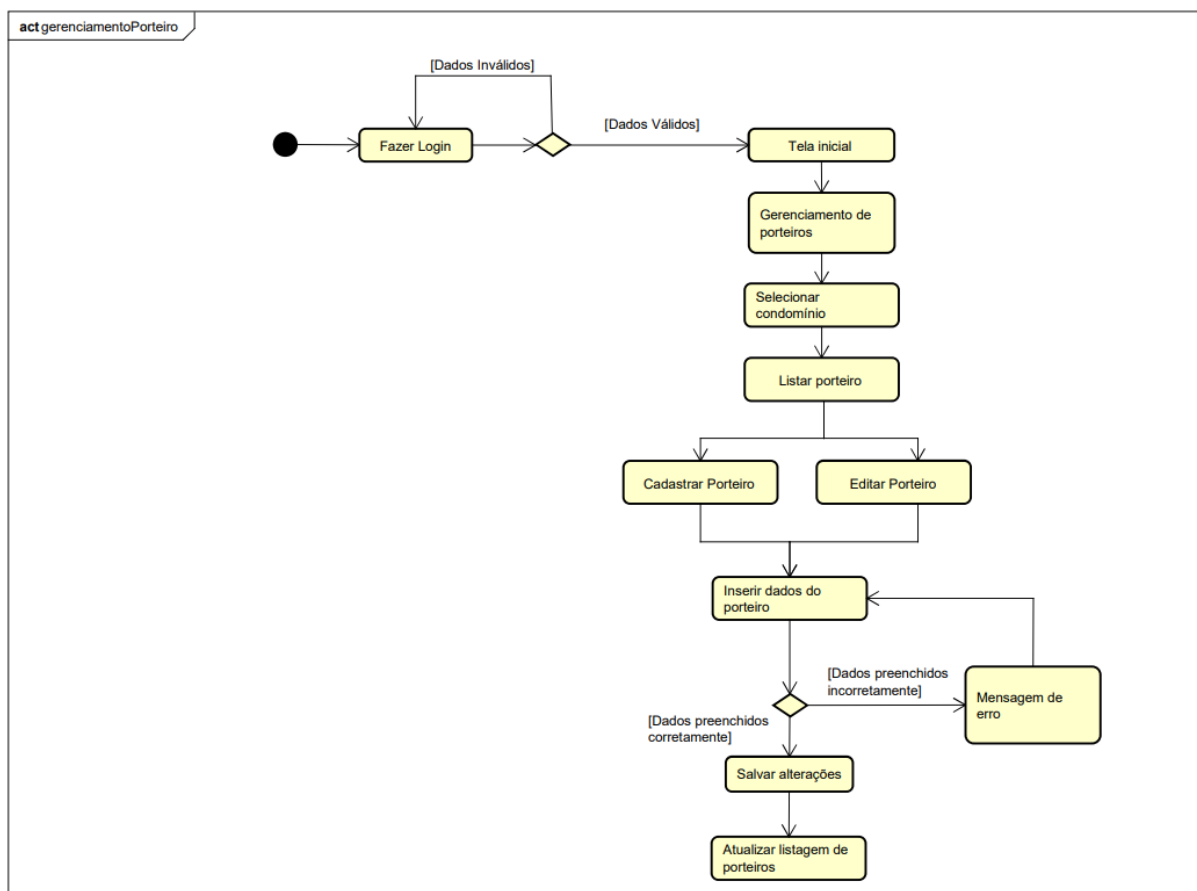 act gerenciamentoPorteiro
[Dados Inválidos]
[Dados Válidos]
Fazer Login
Tela inicial
Gerenciamento de
porteiros
Selecionar
condomínio
Listar porteiro
Cadastrar Porteiro
Editar Porteiro
Inserir dados do
porteiro
[Dados preenchidos
incorretamente]
Mensagem de
erro
[Dados preenchidos
corretamente]
Salvar alterações
Atualizar listagem de
porteiros